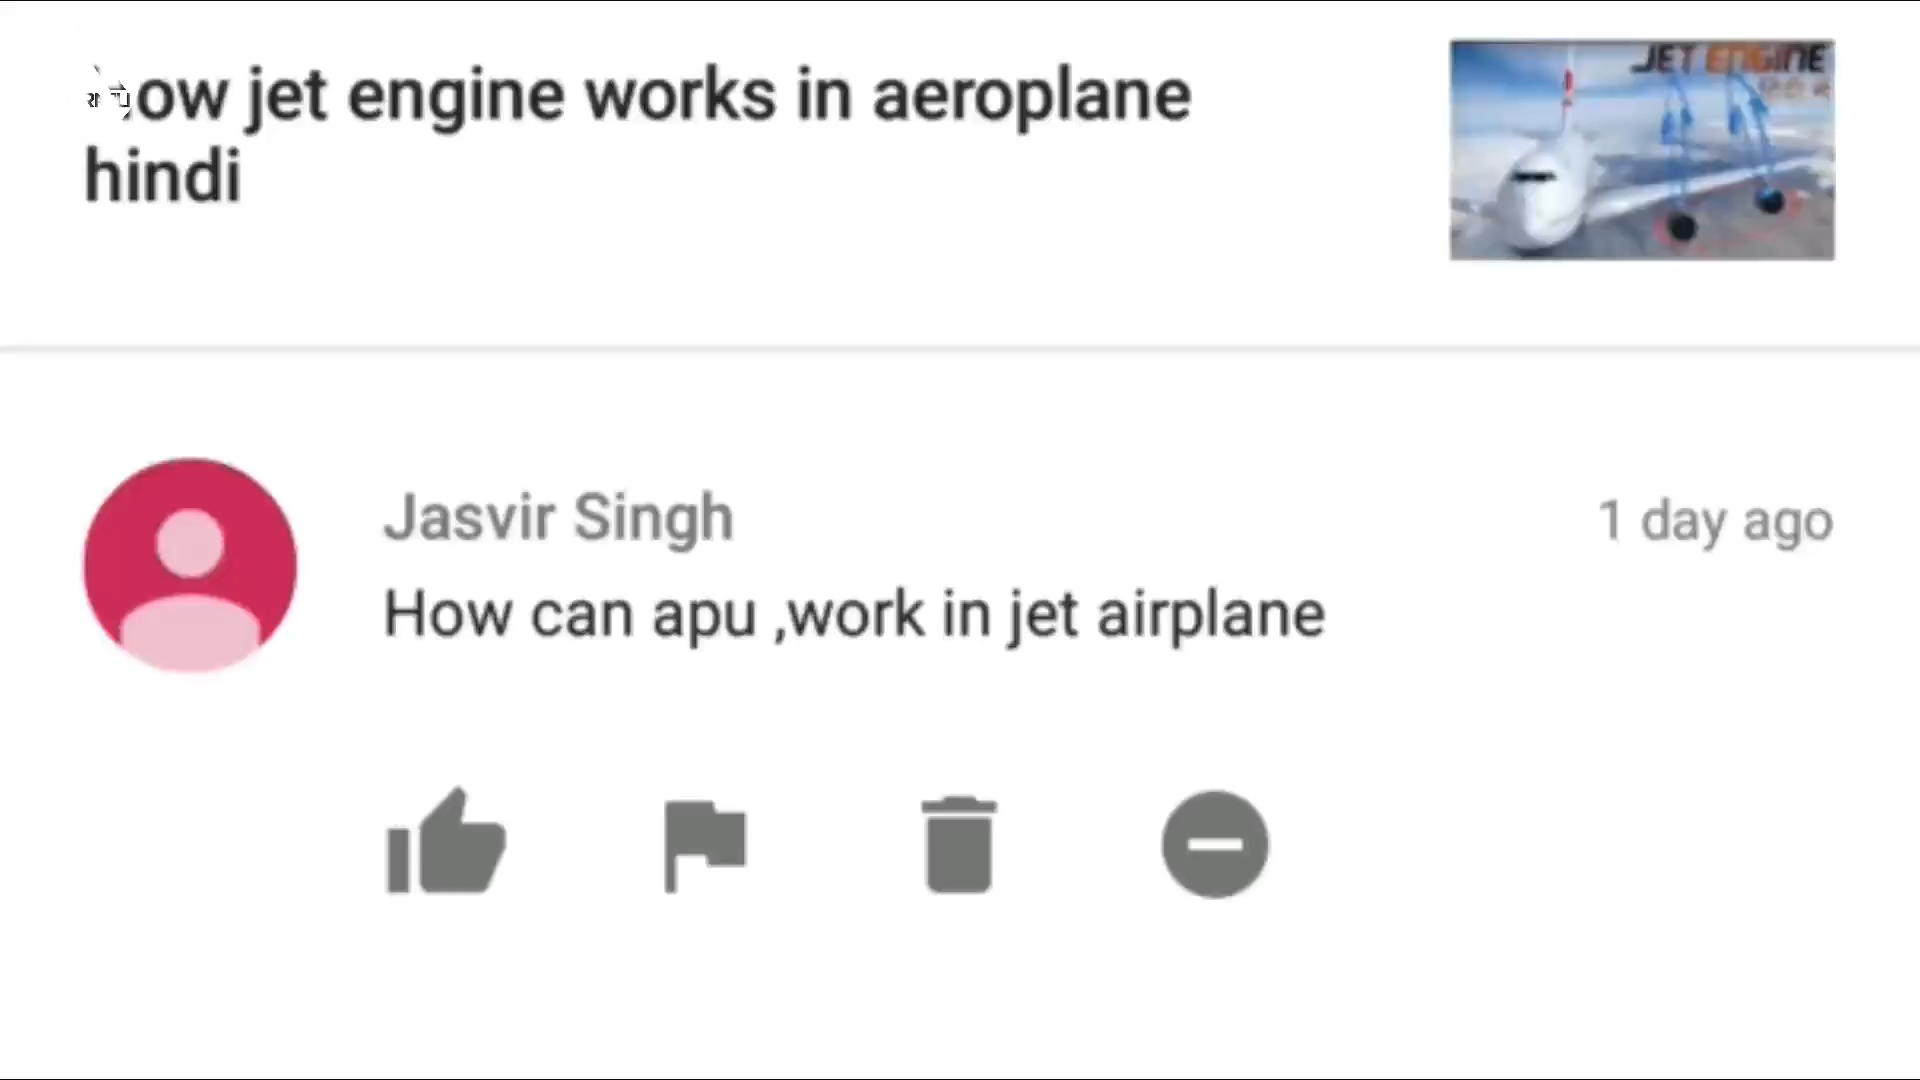 How jet engine works in aeroplane
hindi
JET ENGINE
Jasvir Singh
1 day ago
How can apu ,work in jet airplane